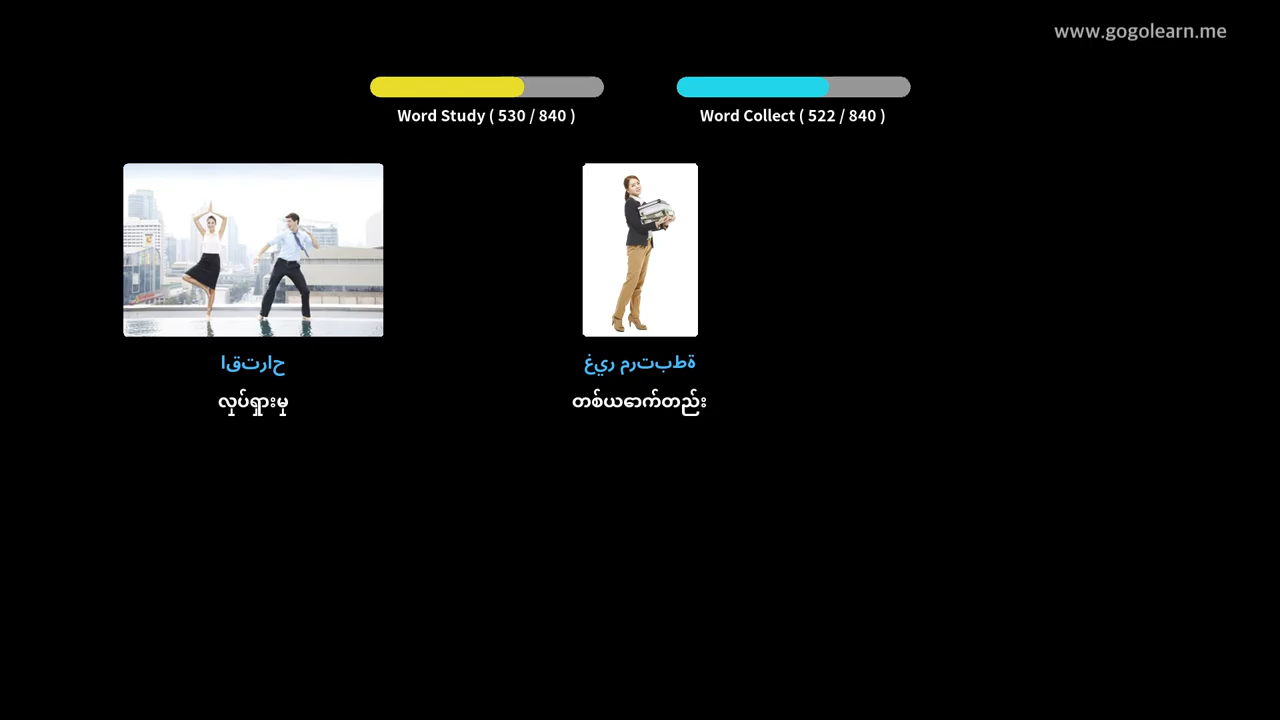 www.gogolearn.me
Word Study ( 530 / 840 )
Word Collect ( 522 / 840 )
اقتراح
غير مرتبطة
လှုပ်ရှားမှု
တစ်ယောက်တည်း